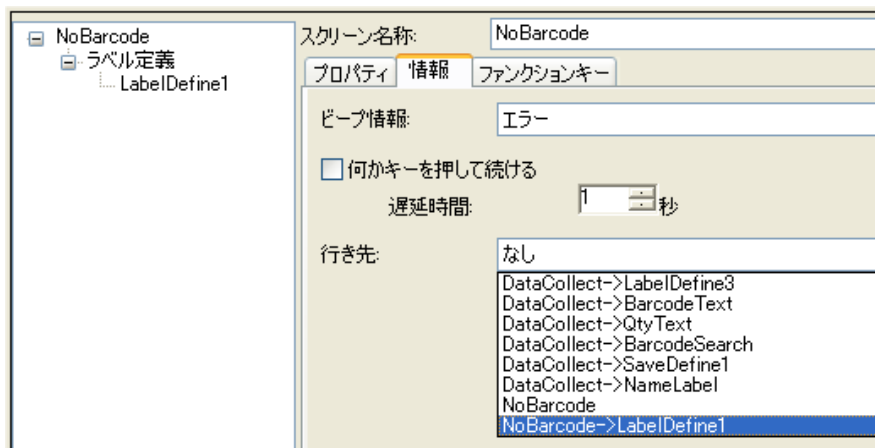 NoBarcode
ラベル定義
LabelDefine1
スクリーン名称: NoBarcode
プロパティ 情報 ファンクションキー
ビープ情報: エラー
何かキーを押して続ける
遅延時間: 1 秒
行き先: なし
DataCollect->LabelDefine3
DataCollect->BarcodeText
DataCollect->QtyText
DataCollect->BarcodeSearch
DataCollect->SaveDefine1
DataCollect->NameLabel
NoBarcode
NoBarcode->LabelDefine1